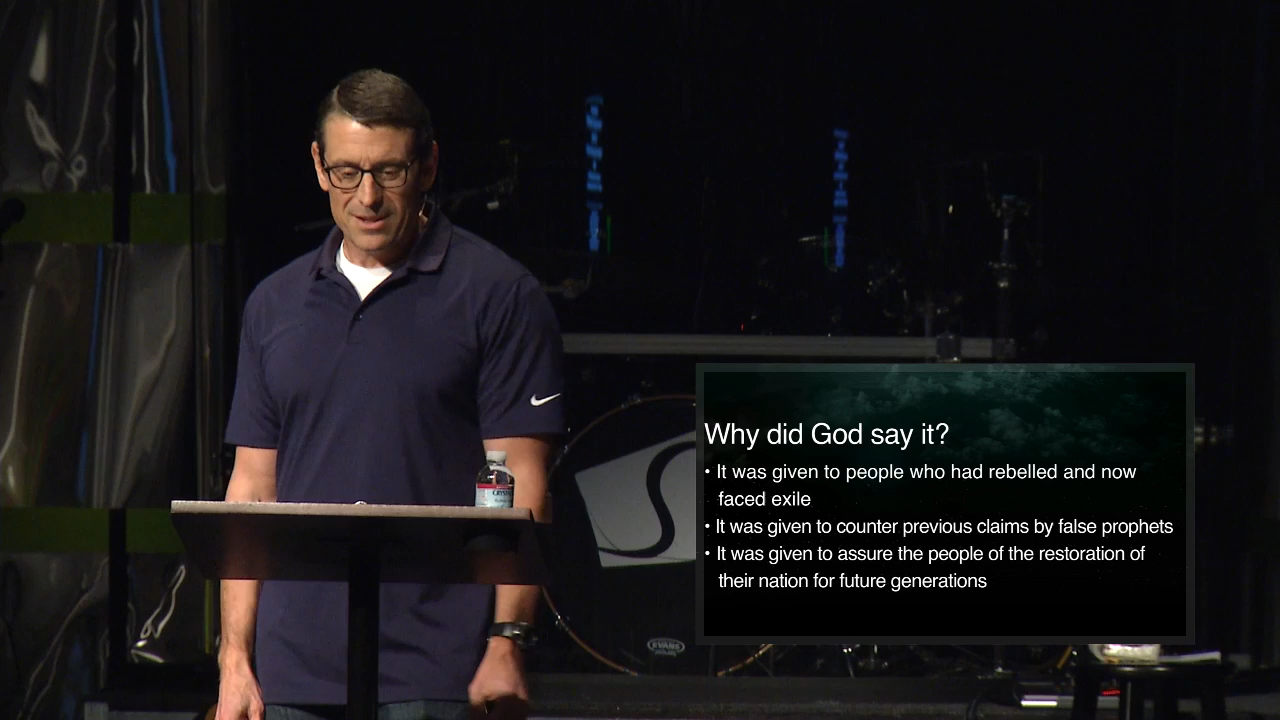 Why did God say it?
• It was given to people who had rebelled and now
faced exile
• It was given to counter previous claims by false prophets
• It was given to assure the people of the restoration of
their nation for future generations
EVANS